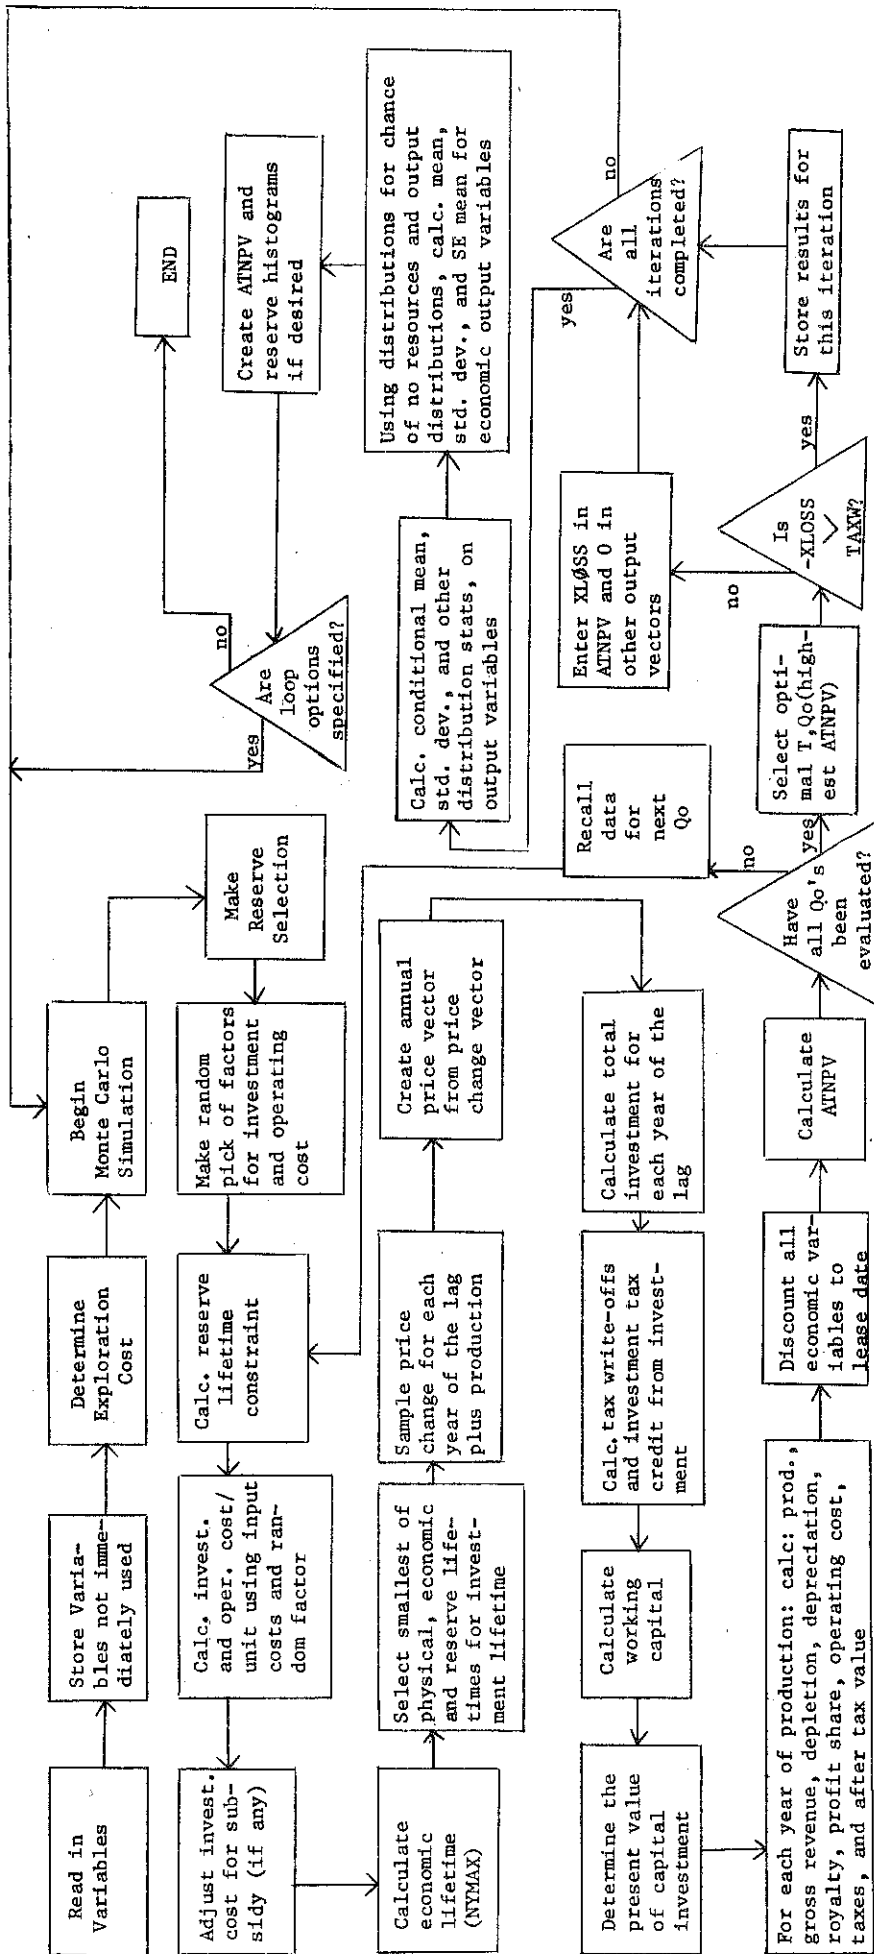 Read in
Variables
Store Varia-
bles not imme-
diately used
Determine
Exploration
Cost
Begin
Monte Carlo
Simulation
Make
Reserve
Selection
Make random
pick of factors
for investment
and operating
cost
Calc. reserve
lifetime
constraint
Calc. invest.
and oper. cost/
unit using input
costs and ran-
dom factor
Adjust invest.
cost for sub-
sidy (if any)
Calculate
economic
lifetime
(NYMAX)
Select smallest of
physical, economic
and reserve life-
times for invest-
ment lifetime
Sample price
change for each
year of the lag
plus production
Create annual
price vector
from price
change vector
Calculate total
investment for
each year of the
lag
Calc. tax write-offs
and investment tax
credit from invest-
ment
Calculate
working
capital
Determine the
present value
of capital
investment
For each year of production: calc: prod.,
gross revenue, depletion, depreciation,
royalty, profit share, operating cost,
taxes, and after tax value
Discount all
economic var-
iables to
lease date
Calculate
ATNPV
Have
all Qo's
been
evaluated?
no
yes
Recall
data
for
next
Qo
Select opti-
mal T,Qo(high-
est ATNPV)
Is
-XLOSS
>
TAXW?
no
yes
Enter XLØSS in
ATNPV and 0 in
other output
vectors
Store results for
this iteration
Are
all
iterations
completed?
yes
no
Calc. conditional mean,
std. dev., and other
distribution stats, on
output variables
Using distributions for chance
of no resources and output
distributions, calc. mean,
std. dev., and SE mean for
economic output variables
Create ATNPV and
reserve histograms
if desired
Are
loop
options
specified?
yes
no
END